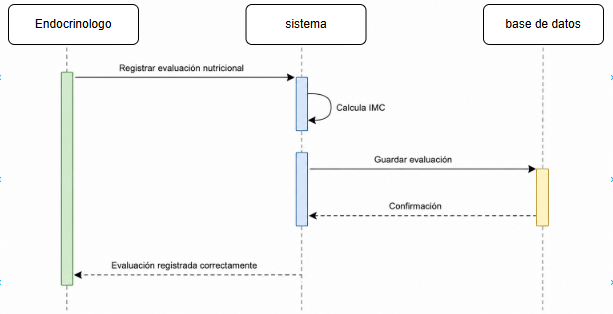 Endocrinologo
sistema
base de datos
Registrar evaluación nutricional
Calcula IMC
Guardar evaluación
Confirmación
Evaluación registrada correctamente